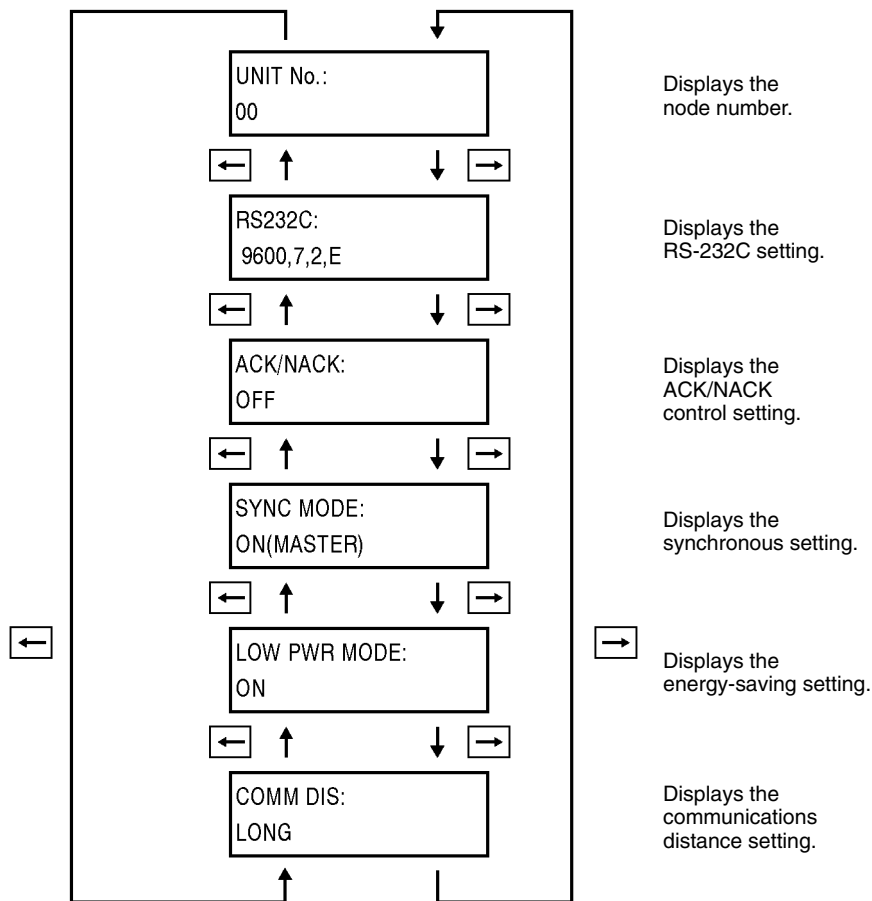 UNIT No.:
00
Displays the
node number.
RS232C:
9600,7,2,E
Displays the
RS-232C setting.
ACK/NACK:
OFF
Displays the
ACK/NACK
control setting.
SYNC MODE:
ON(MASTER)
Displays the
synchronous setting.
LOW PWR MODE:
ON
Displays the
energy-saving setting.
COMM DIS:
LONG
Displays the
communications
distance setting.